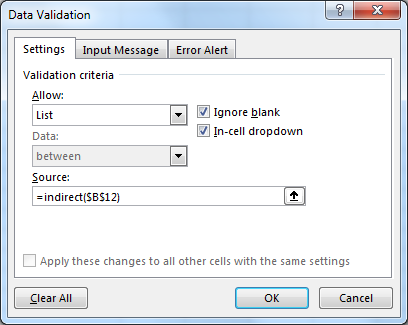 Data Validation
?
Settings Input Message Error Alert
Validation criteria
Allow:
List
Ignore blank
Data:
In-cell dropdown
between
Source:
=indirect($B$12)
Apply these changes to all other cells with the same settings
Clear All OK Cancel